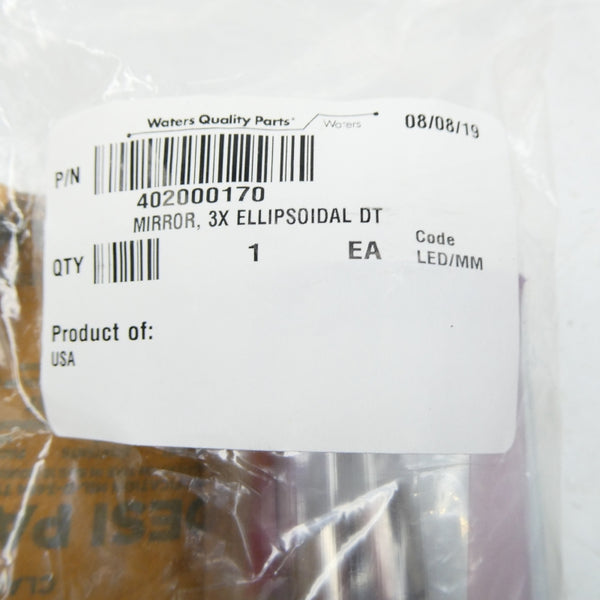 Waters Quality Parts® Waters 08/08/19
P/N
402000170
MIRROR, 3X ELLIPSOIDAL DT
QTY 1 EA Code
LED/MM
Product of:
USA